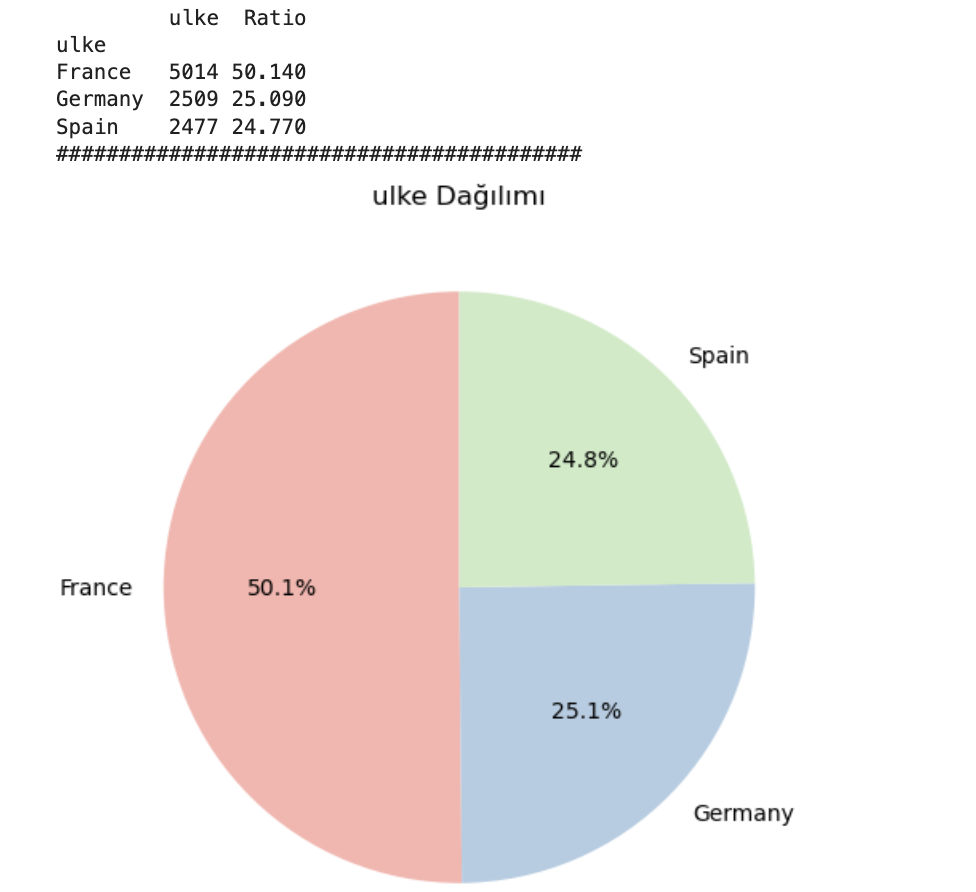 ulke Ratio
ulke
France 5014 50.140
Germany 2509 25.090
Spain 2477 24.770
##########################################
ulke Dağılımı
Spain
24.8%
France
50.1%
25.1%
Germany